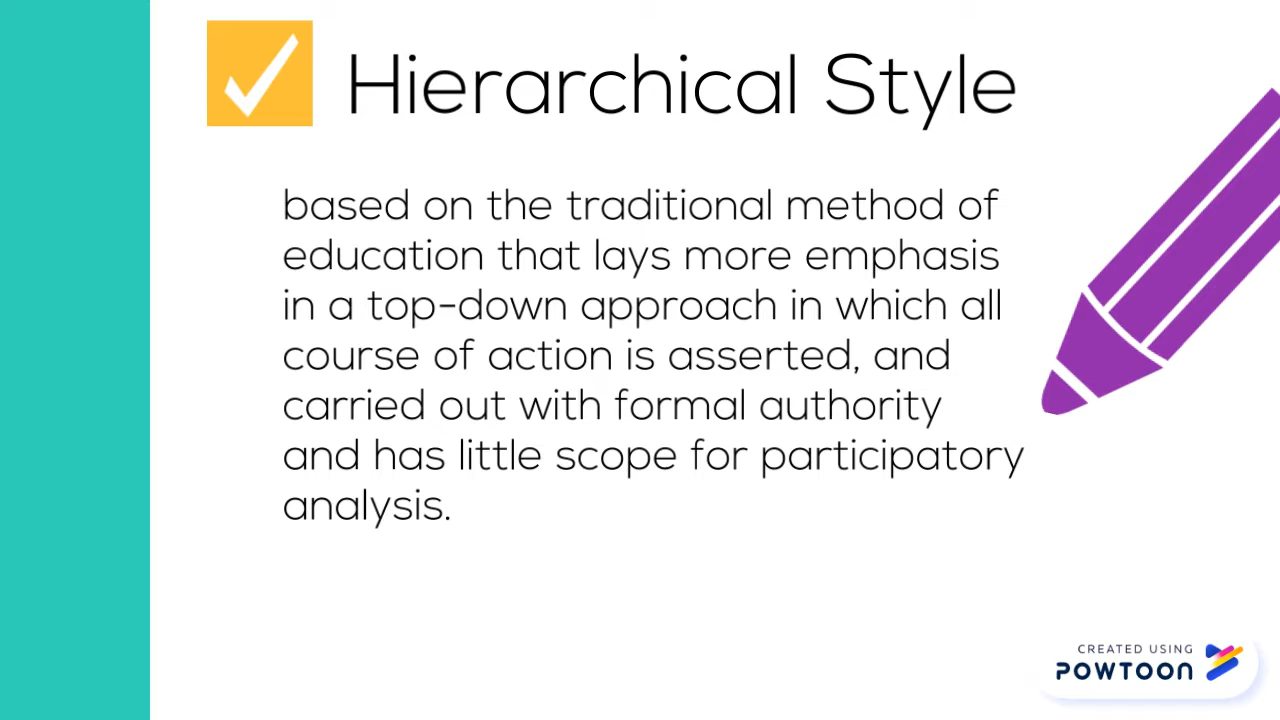 Hierarchical Style
based on the traditional method of
education that lays more emphasis
in a top-down approach in which all
course of action is asserted, and
carried out with formal authority
and has little scope for participatory
analysis.
CREATED USING
POWTOON